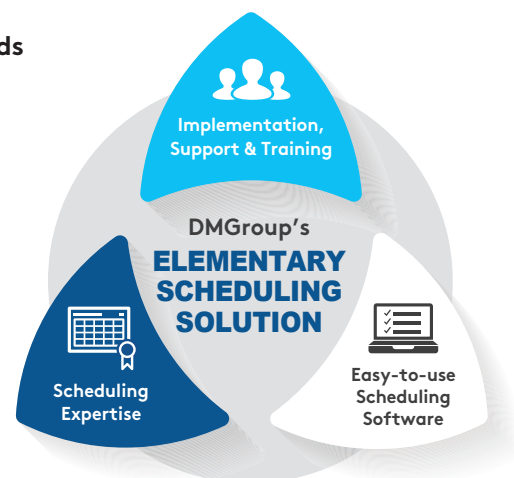 ds
Implementation,
Support & Training
DMGroup's
ELEMENTARY
SCHEDULING
SOLUTION
Scheduling
Expertise
Easy-to-use
Scheduling
Software